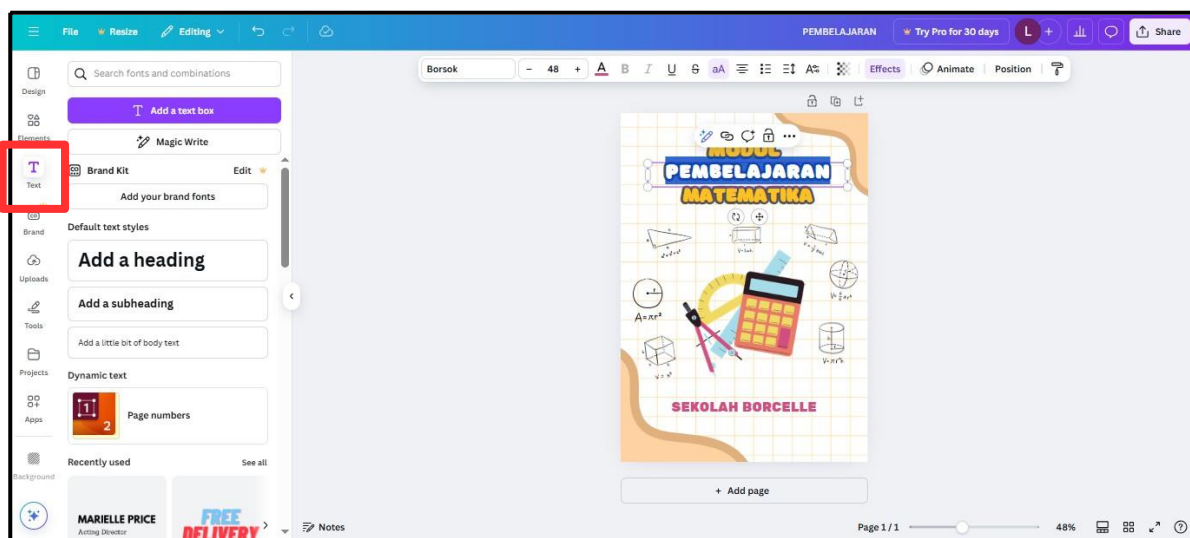 File Resize Editing PEMBELAJARAN Try Pro for 30 days L + Share
Design
Elements
Text
Brand
Uploads
Tools
Projects
Apps
Background
Search fonts and combinations
T Add a text box
Magic Write
Brand Kit Edit
Add your brand fonts
Default text styles
Add a heading
Add a subheading
Add a little bit of body text
Dynamic text
1 2 Page numbers
Recently used See all
MARIELLE PRICE
Acting Director
FREE
DELIVERY
Borsok - 48 + A B I U S aA Effects Animate Position
MODUL
PEMBELAJARAN
MATEMATIKA
A=πr²
SEKOLAH BORCELLE
+ Add page
Notes Page 1 / 1 48%